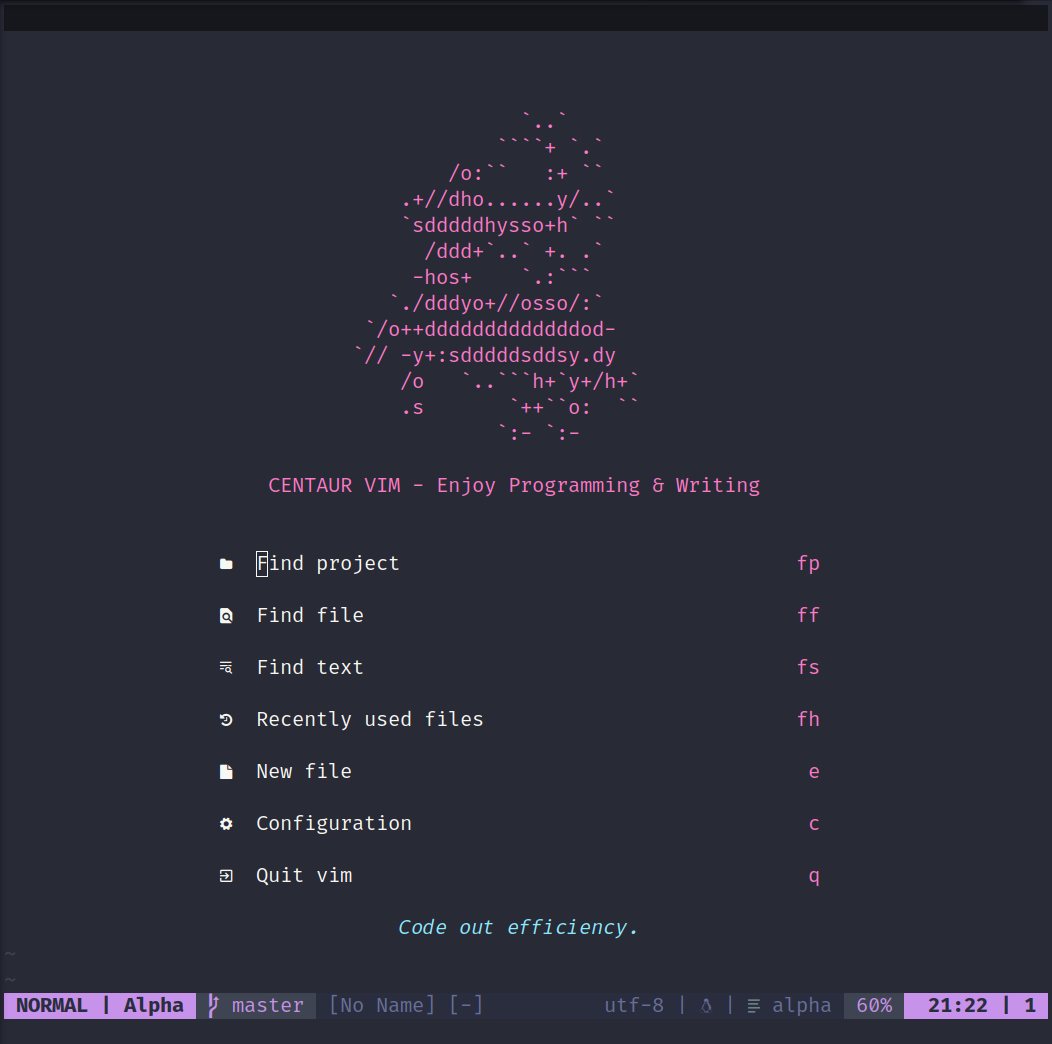 `..`
            ````+ `.`
        /o:``   :+ ``
    .+//dho......y/..`
    `sdddddhysso+h` ``
      /ddd+`..` +. .`
     -hos+    `.:```
   `./dddyo+//osso/:`
 `/o++dddddddddddddod-
`// -y+:sdddddsddsy.dy
    /o   `..```h+`y+/h+`
    .s       `++``o:  ``
            `:- `:-
CENTAUR VIM - Enjoy Programming & Writing
Find project fp
Find file ff
Find text fs
Recently used files fh
New file e
Configuration c
Quit vim q
Code out efficiency.
~
~
NORMAL | Alpha master [No Name] [-] utf-8 | | alpha 60% 21:22 | 1